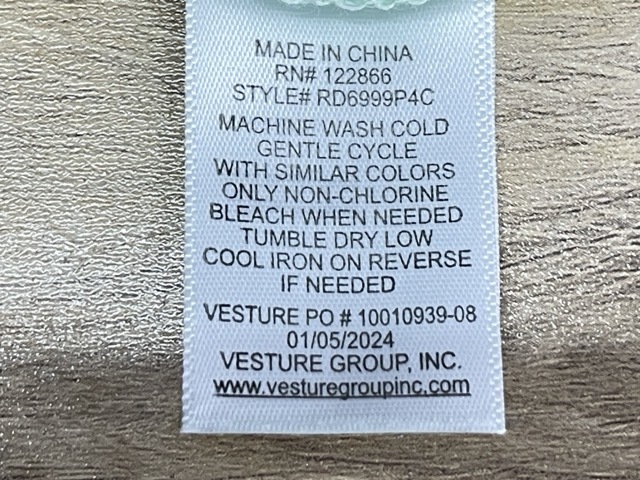 MADE IN CHINA
RN# 122866
STYLE# RD6999P4C
MACHINE WASH COLD
GENTLE CYCLE
WITH SIMILAR COLORS
ONLY NON-CHLORINE
BLEACH WHEN NEEDED
TUMBLE DRY LOW
COOL IRON ON REVERSE
IF NEEDED
VESTURE PO # 10010939-08
01/05/2024
VESTURE GROUP, INC.
www.vesturegroupinc.com